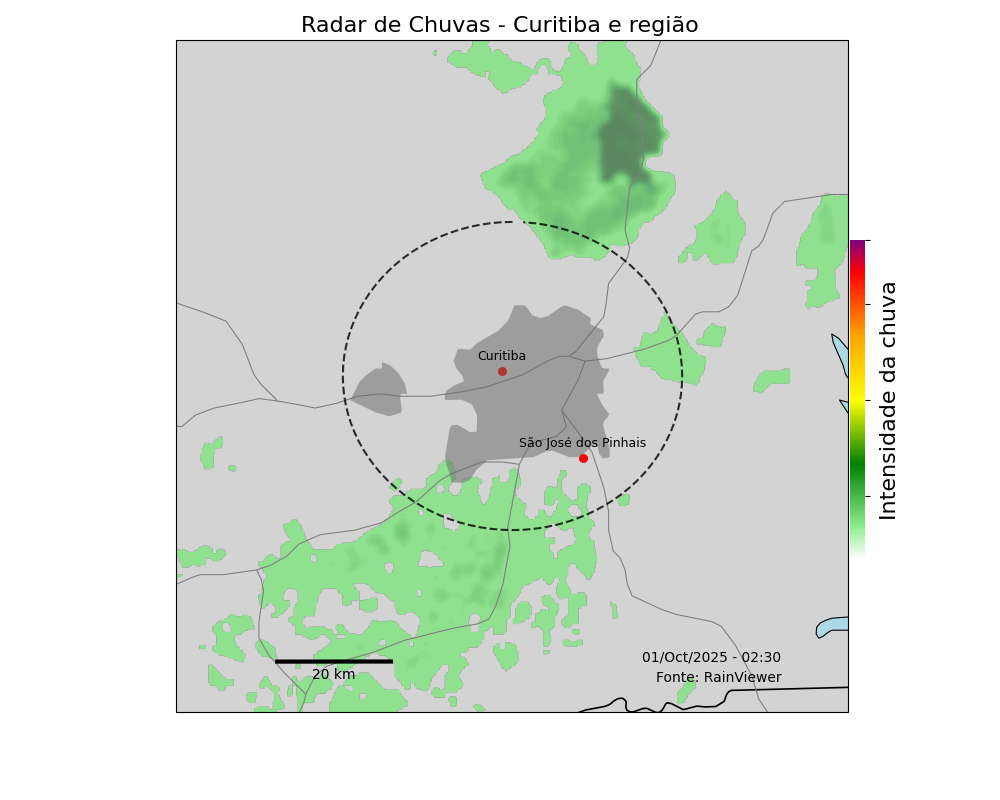 Radar de Chuvas - Curitiba e região
Curitiba
São José dos Pinhais
Intensidade da chuva
01/Oct/2025 - 02:30
Fonte: RainViewer
20 km